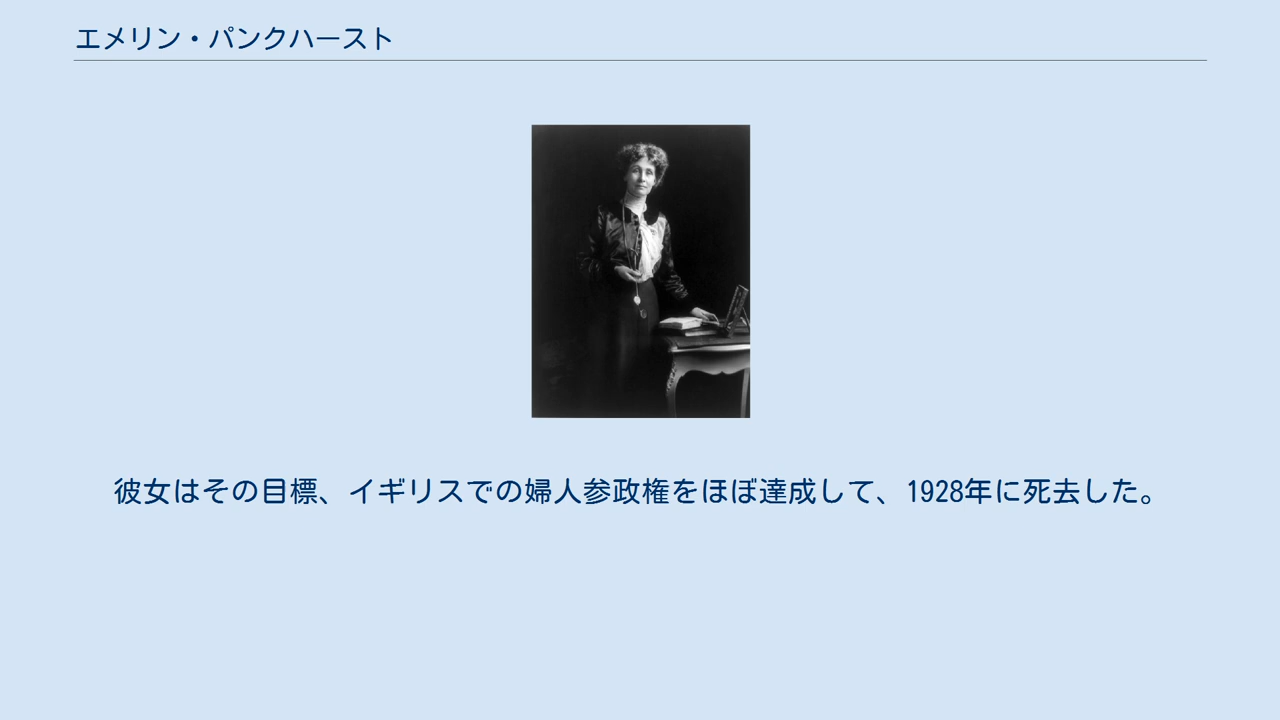 エメリン・パンクハースト
彼女はその目標、イギリスでの婦人参政権をほぼ達成して、1928年に死去した。